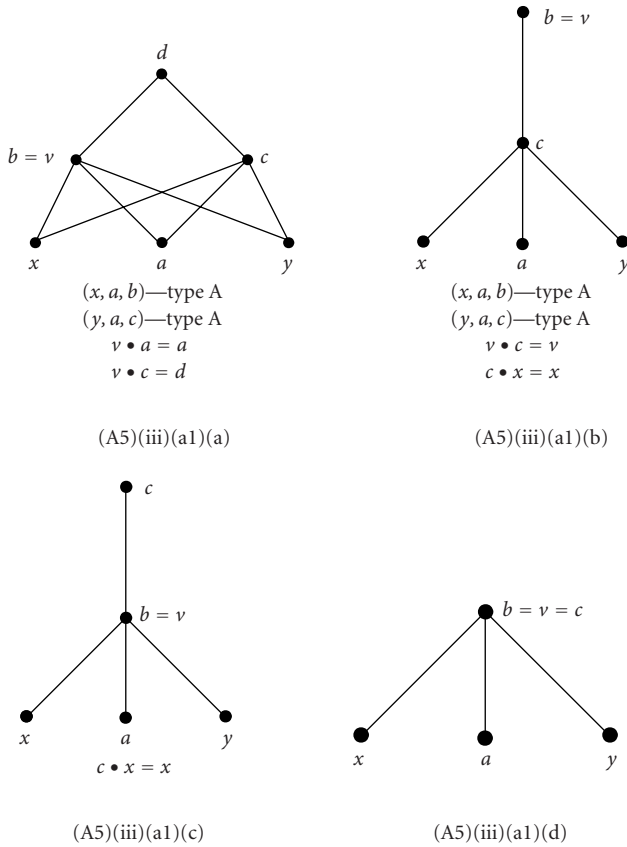 d
b = v
c
x
a
y
(x, a, b)—type A
(y, a, c)—type A
v • a = a
v • c = d
(A5)(iii)(a1)(a)
b = v
c
x
a
y
(x, a, b)—type A
(y, a, c)—type A
v • c = v
c • x = x
(A5)(iii)(a1)(b)
c
b = v
x
a
y
c • x = x
(A5)(iii)(a1)(c)
b = v = c
x
a
y
(A5)(iii)(a1)(d)